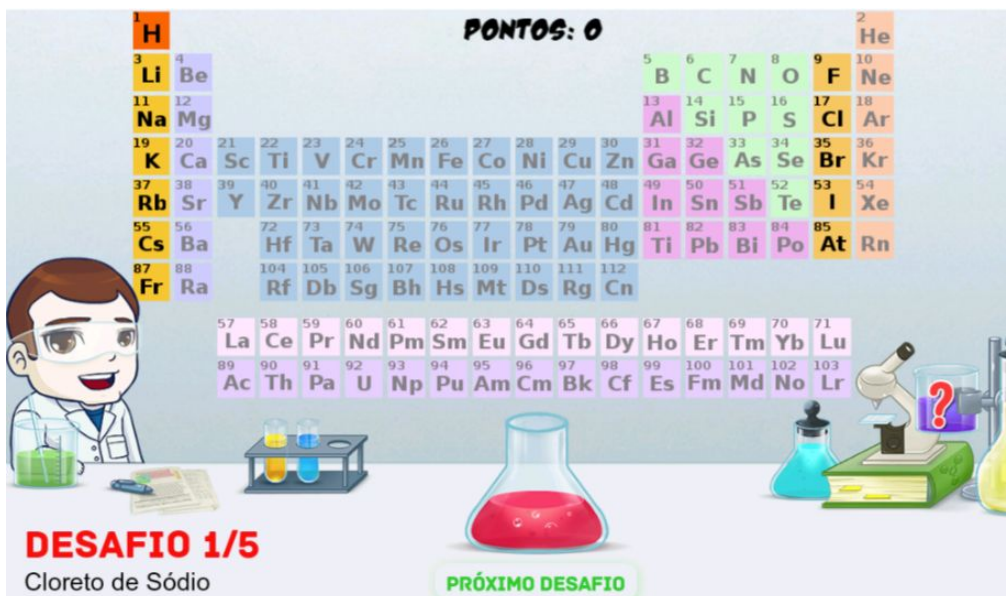 PONTOS: 0
1 H 2 He
3 Li 4 Be 5 B 6 C 7 N 8 O 9 F 10 Ne
11 Na 12 Mg 13 Al 14 Si 15 P 16 S 17 Cl 18 Ar
19 K 20 Ca 21 Sc 22 Ti 23 V 24 Cr 25 Mn 26 Fe 27 Co 28 Ni 29 Cu 30 Zn 31 Ga 32 Ge 33 As 34 Se 35 Br 36 Kr
37 Rb 38 Sr 39 Y 40 Zr 41 Nb 42 Mo 43 Tc 44 Ru 45 Rh 46 Pd 47 Ag 48 Cd 49 In 50 Sn 51 Sb 52 Te 53 I 54 Xe
55 Cs 56 Ba 72 Hf 73 Ta 74 W 75 Re 76 Os 77 Ir 78 Pt 79 Au 80 Hg 81 Ti 82 Pb 83 Bi 84 Po 85 At Rn
87 Fr 88 Ra 104 Rf 105 Db 106 Sg 107 Bh 108 Hs 109 Mt 110 Ds 111 Rg 112 Cn
57 La 58 Ce 59 Pr 60 Nd 61 Pm 62 Sm 63 Eu 64 Gd 65 Tb 66 Dy 67 Ho 68 Er 69 Tm 70 Yb 71 Lu
89 Ac 90 Th 91 Pa 92 U 93 Np 94 Pu 95 Am 96 Cm 97 Bk 98 Cf 99 Es 100 Fm 101 Md 102 No 103 Lr
?
DESAFIO 1/5
Cloreto de Sódio
PRÓXIMO DESAFIO